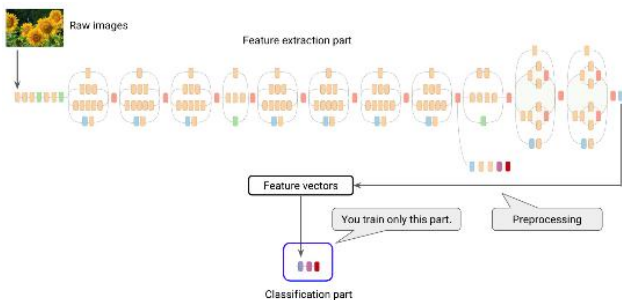 Raw images
Feature extraction part
Feature vectors
You train only this part.
Preprocessing
Classification part